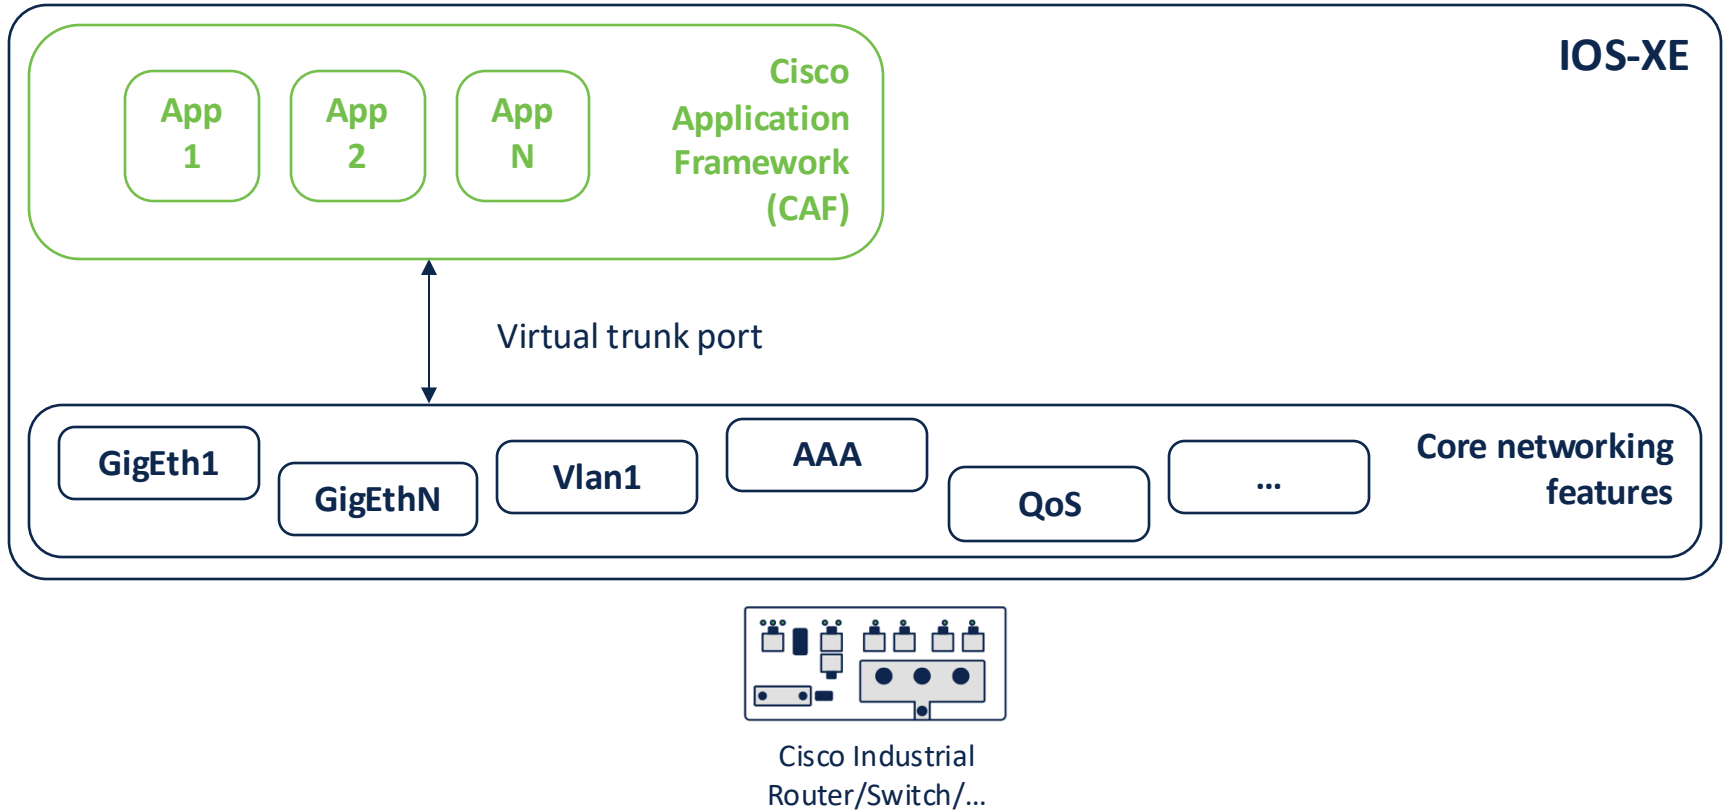 IOS-XE
Cisco
Application
Framework
(CAF)
App
1
App
2
App
N
Virtual trunk port
GigEth1
GigEthN
Vlan1
AAA
QoS
...
Core networking
features
Cisco Industrial
Router/Switch/...